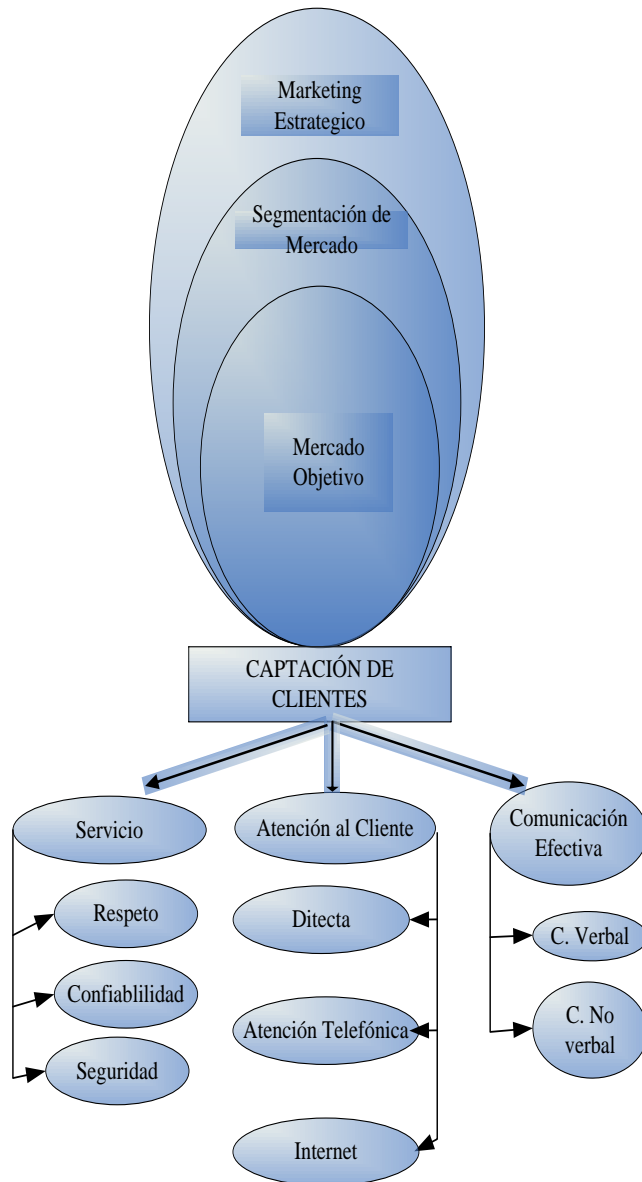 Marketing
Estrategico
Segmentación de
Mercado
Mercado
Objetivo
CAPTACIÓN DE
CLIENTES
Servicio
Respeto
Confiablilidad
Seguridad
Atención al Cliente
Ditecta
Atención Telefónica
Internet
Comunicación
Efectiva
C. Verbal
C. No
verbal